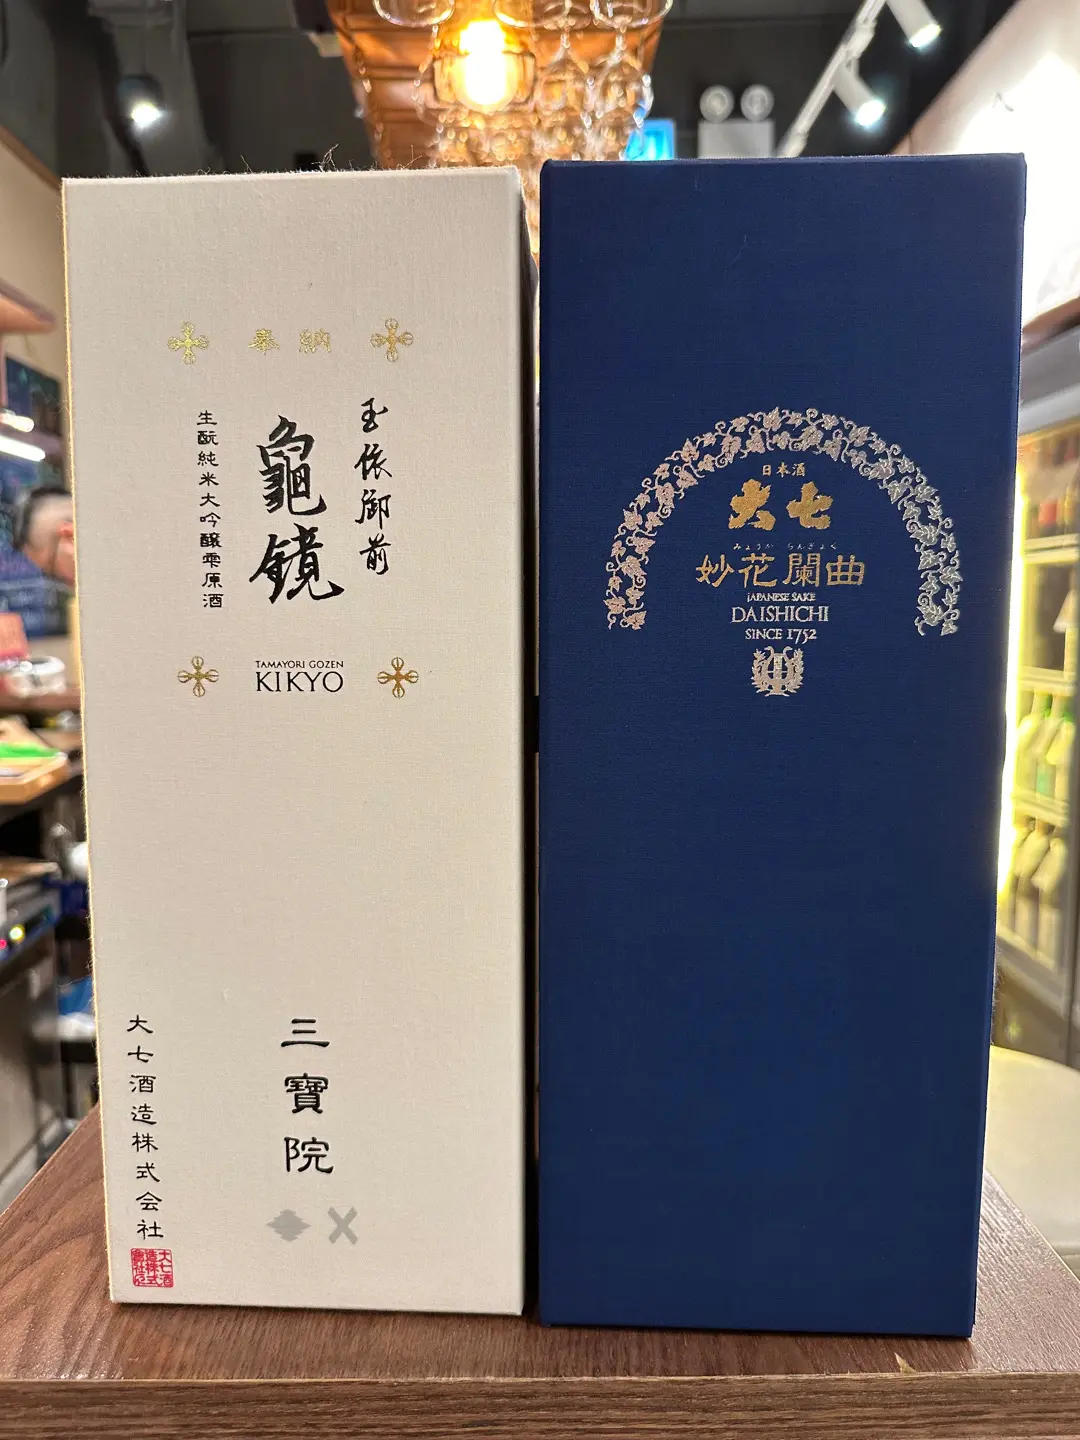 奉納
玉依御前
龜鏡
生酛純米大吟醸雫原酒
TAMAYORI GOZEN
KIKYO
三寶院
大七酒造株式会社
日本酒
大七
みょうか らんぎょく
妙花闌曲
JAPANESE SAKE
DAISHICHI
SINCE 1752